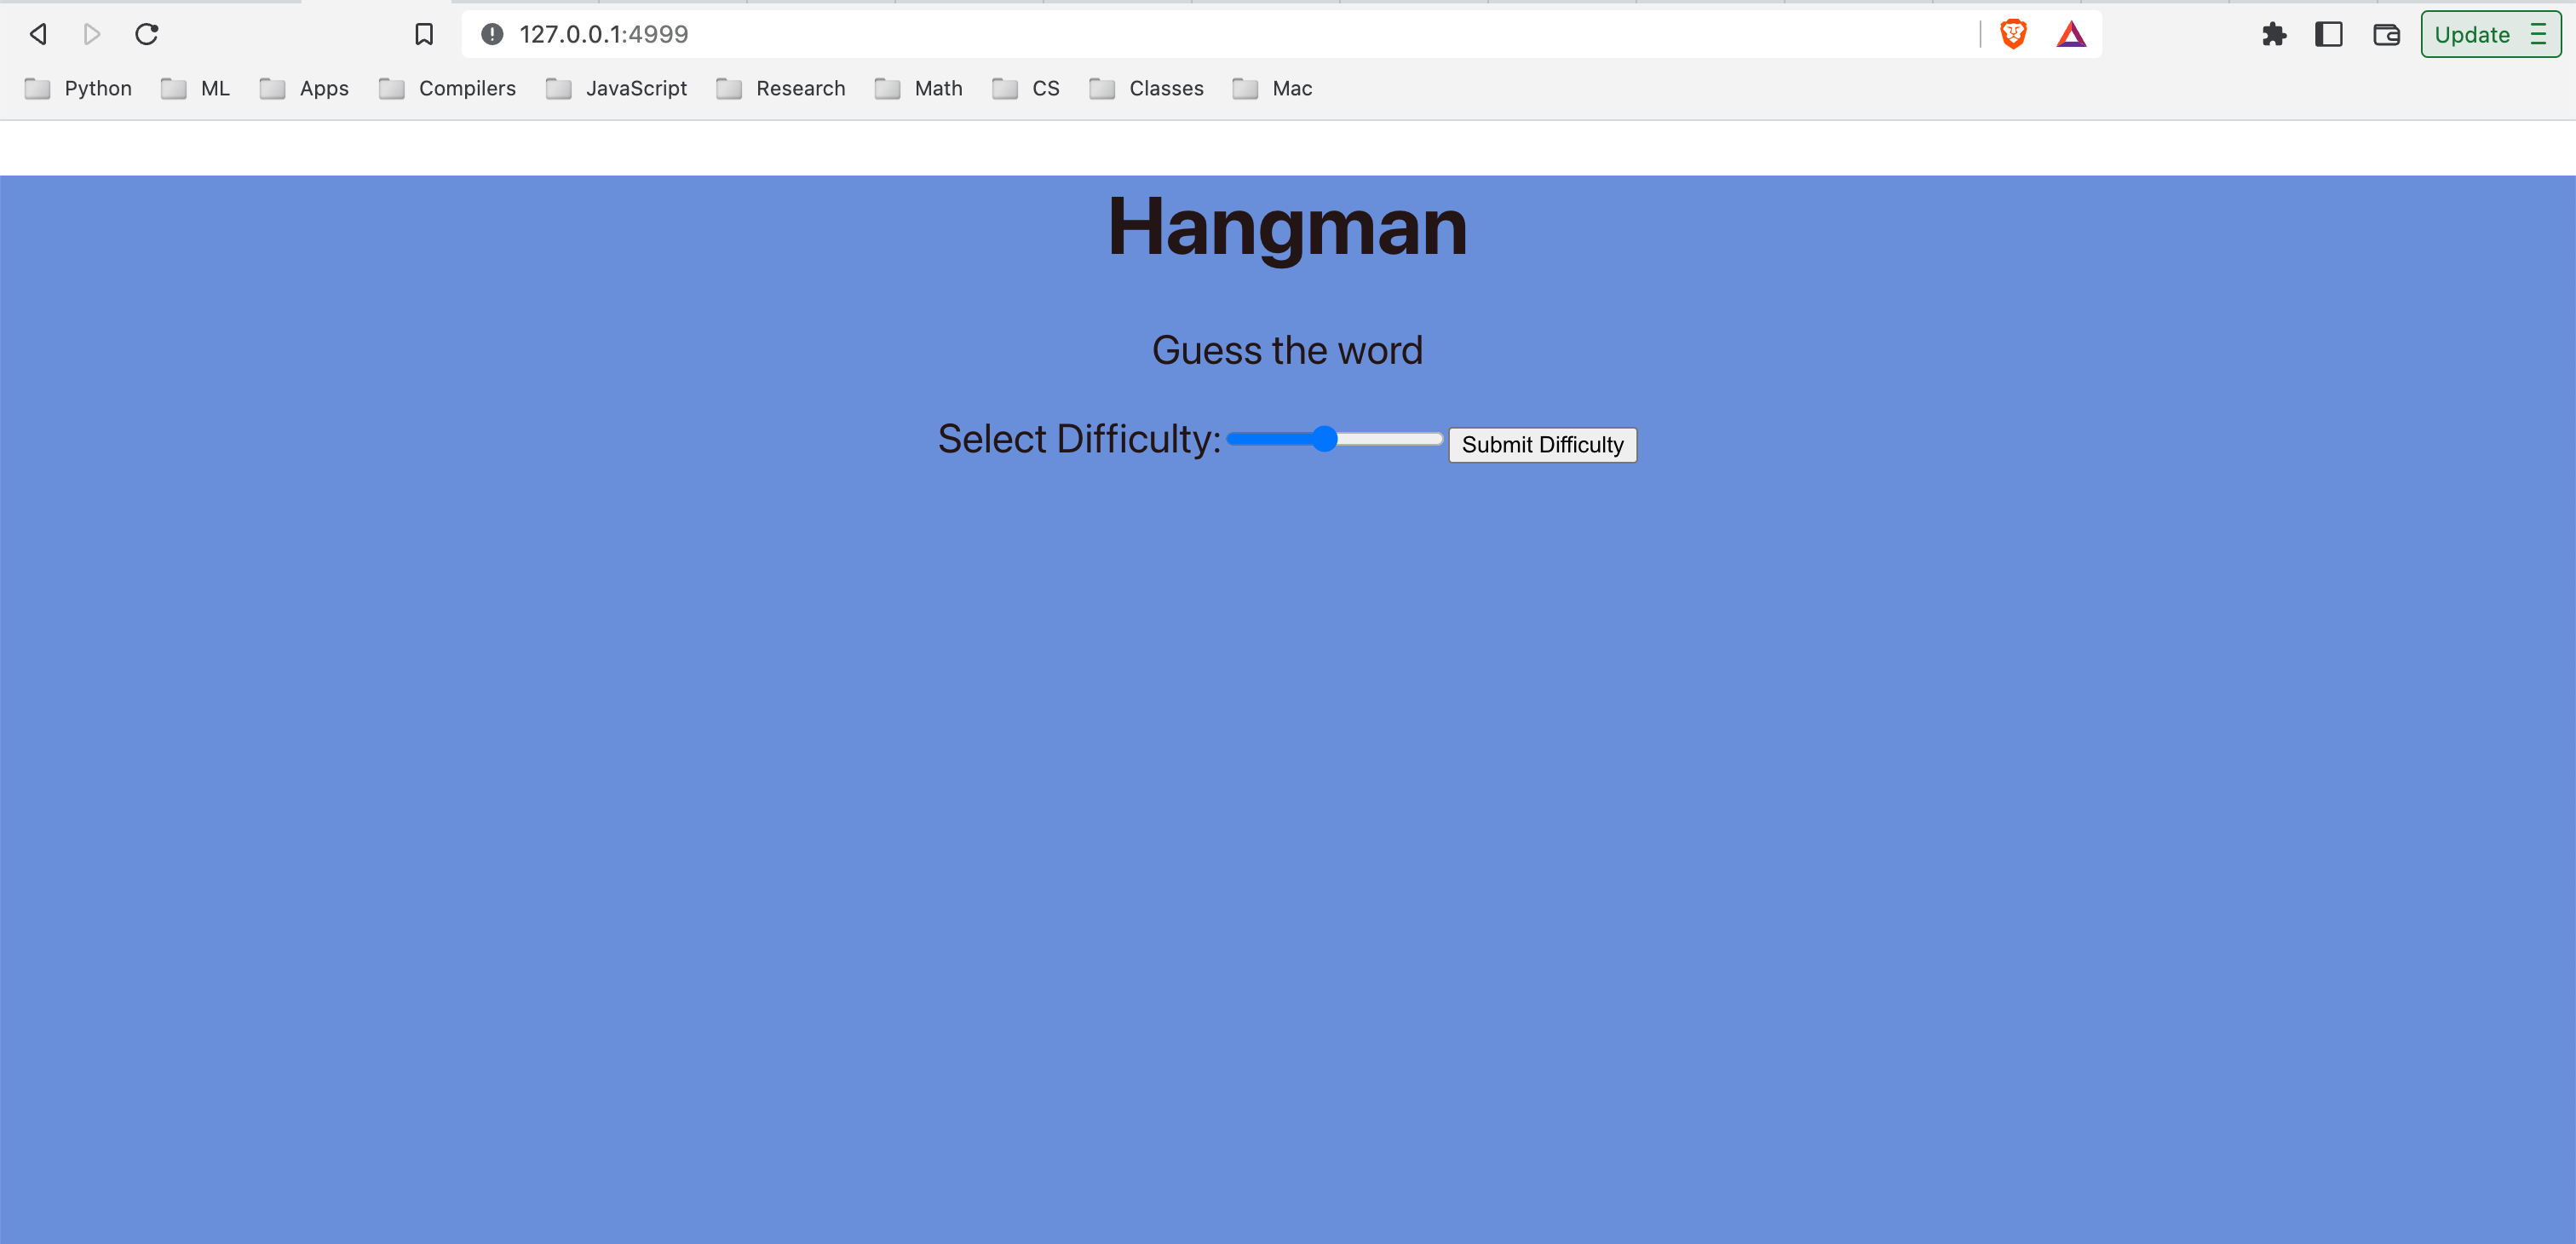 127.0.0.1:4999
Update
Python ML Apps Compilers JavaScript Research Math CS Classes Mac
Hangman
Guess the word
Select Difficulty: Submit Difficulty